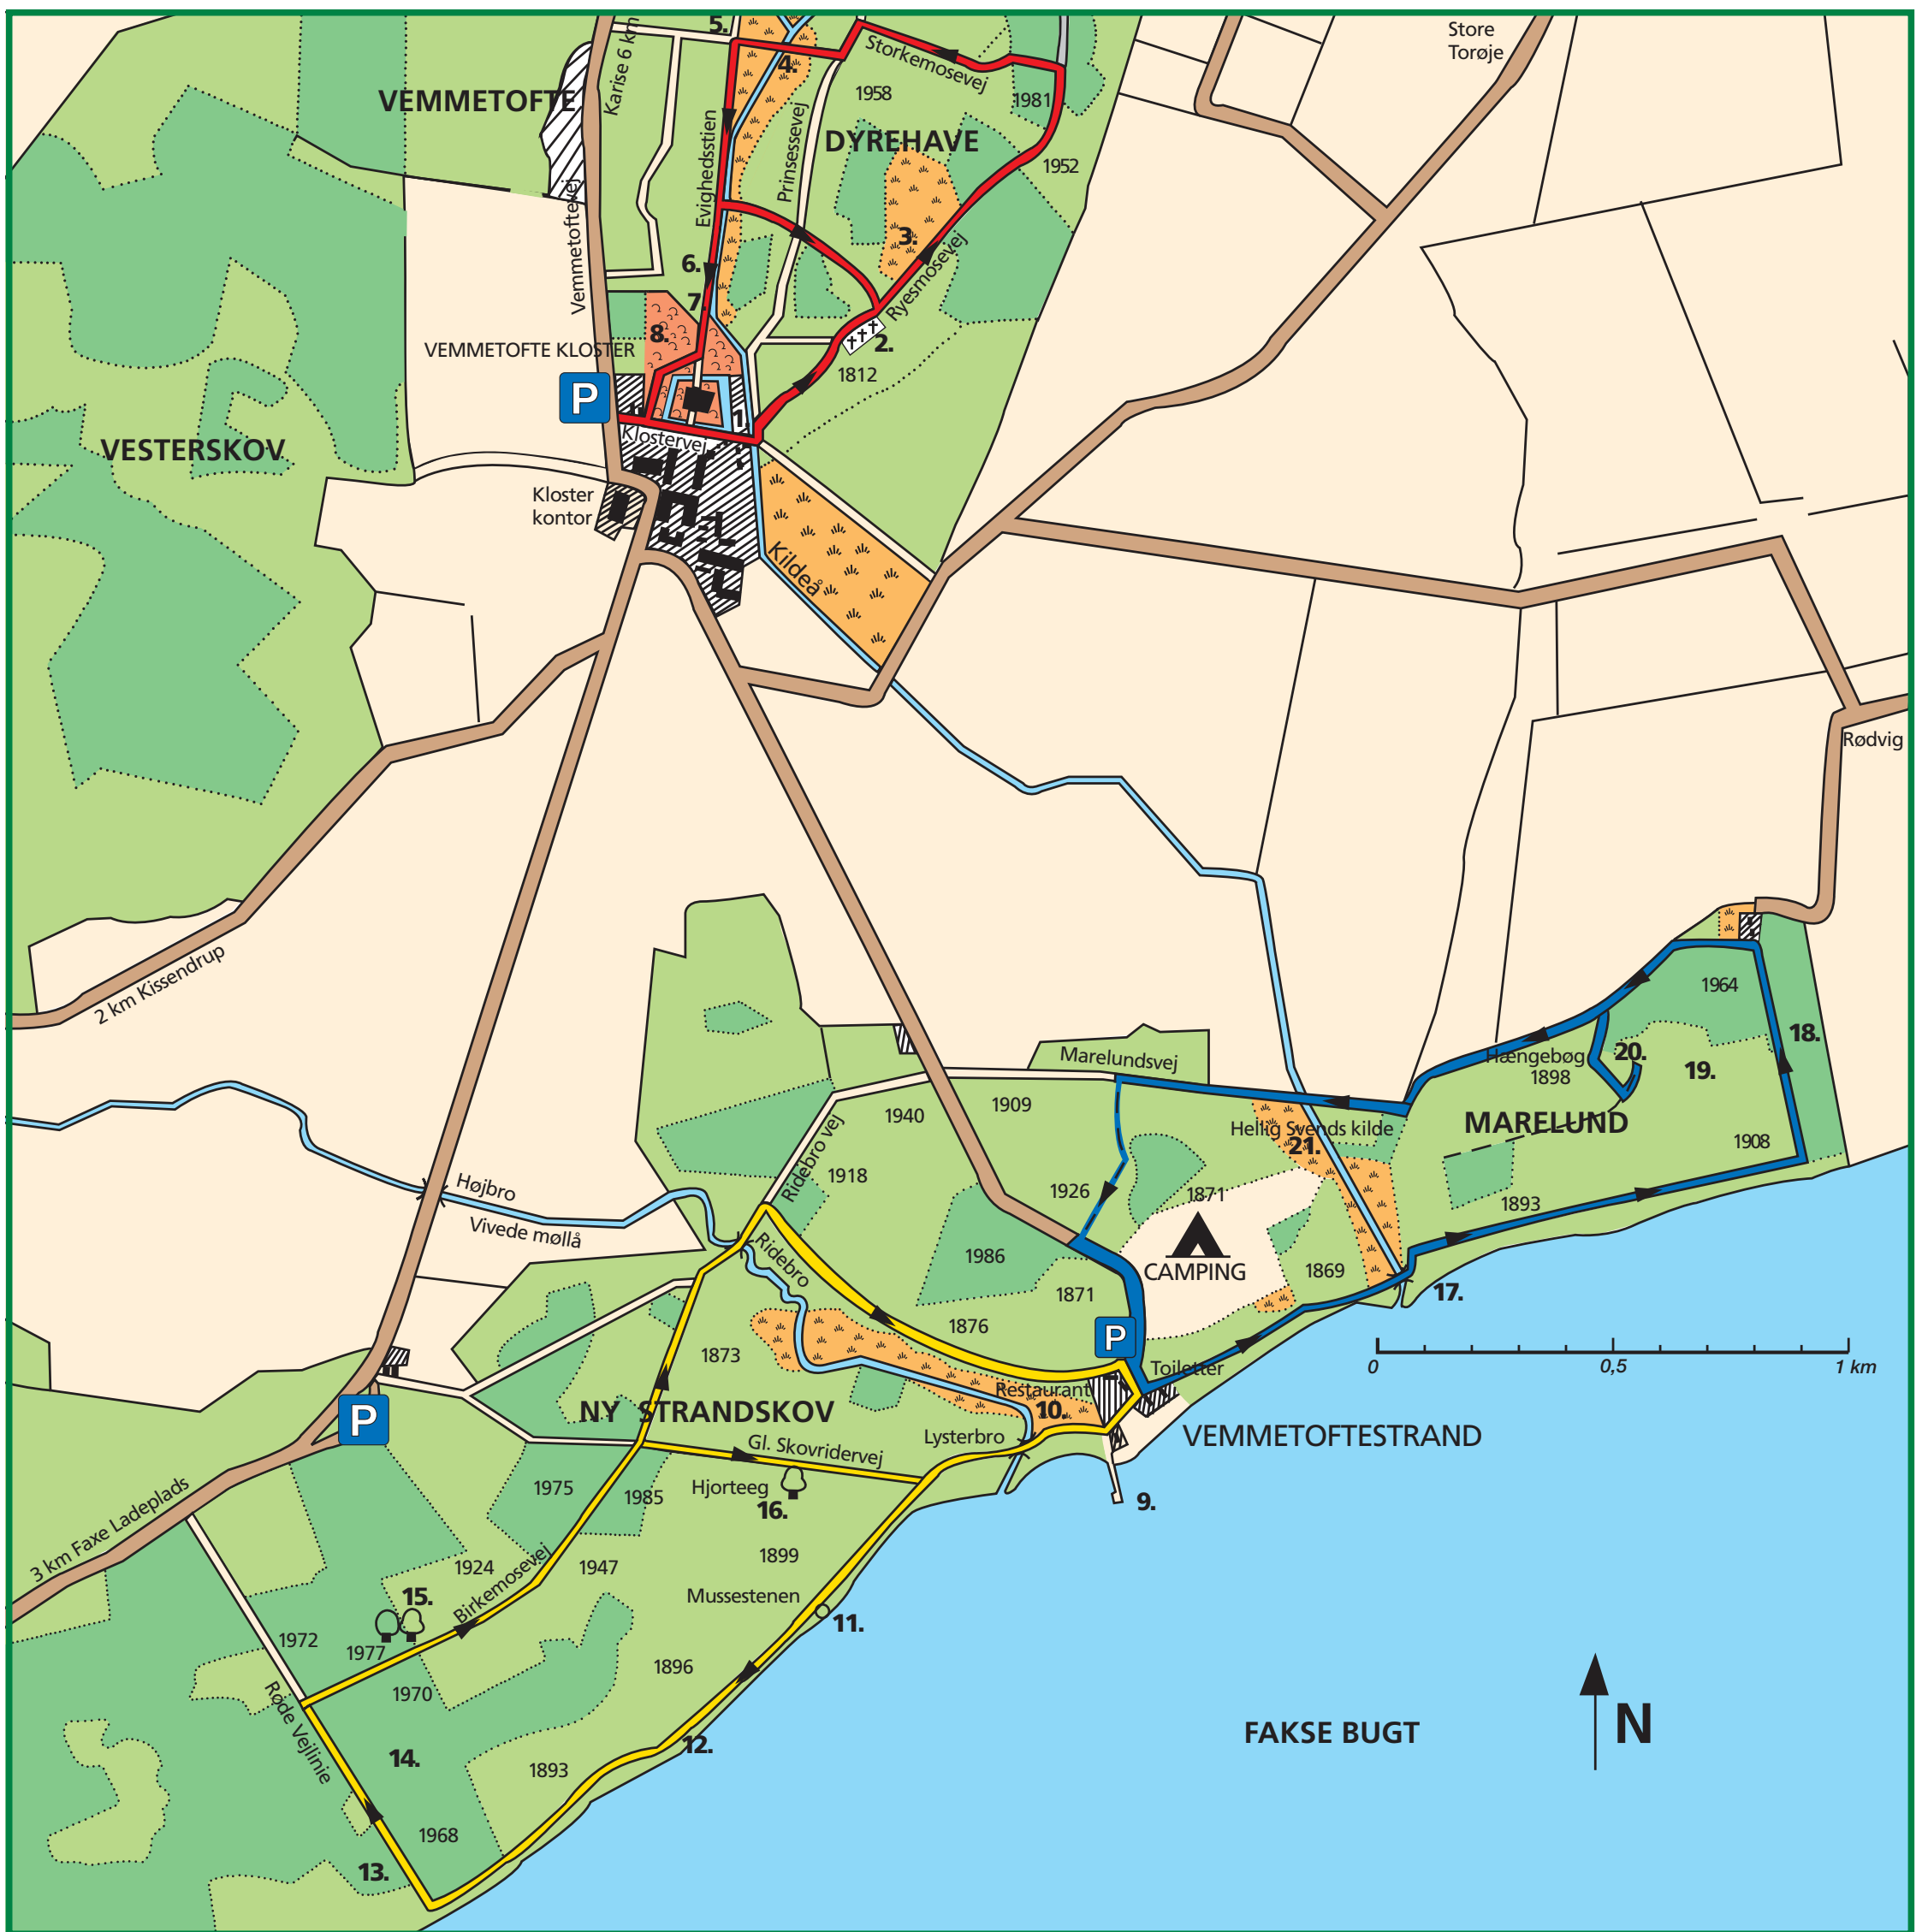 5.
Karise 6 km
Storkemosevej
Store
Torøje
4.
VEMMETOFTE
1958
1981
Evighedsstien
Prinsessevej
DYREHAVE
1952
Vemmetoftevej
3.
6.
Ryesmosevej
7.
8.
VEMMETOFTE KLOSTER
2.
1812
P
1.
Klostervej
VESTERSKOV
Kloster
kontor
Kildeå
Rødvig
2 km Kissendrup
1964
18.
Marelundsvej
Hængebøg
1898
20.
19.
1940
1909
MARELUND
Hellig Svends kilde
21.
1908
Ridebro vej
1918
Højbro
1926
1871
1893
Vivede møllå
Ridebro
1986
CAMPING
1869
1871
17.
1876
P
1873
Toiletter
0
0,5
1 km
Restaurant
NY STRANDSKOV
10.
P
Lysterbro
VEMMETOFTESTRAND
Gl. Skovridervej
Hjorteeg
16.
1975
1985
9.
3 km Faxe Ladeplads
1924
Birkemosevej
1947
1899
15.
Mussestenen
11.
1972
1977
1896
1970
Røde Vejlinie
N
FAKSE BUGT
14.
12.
1893
1968
13.